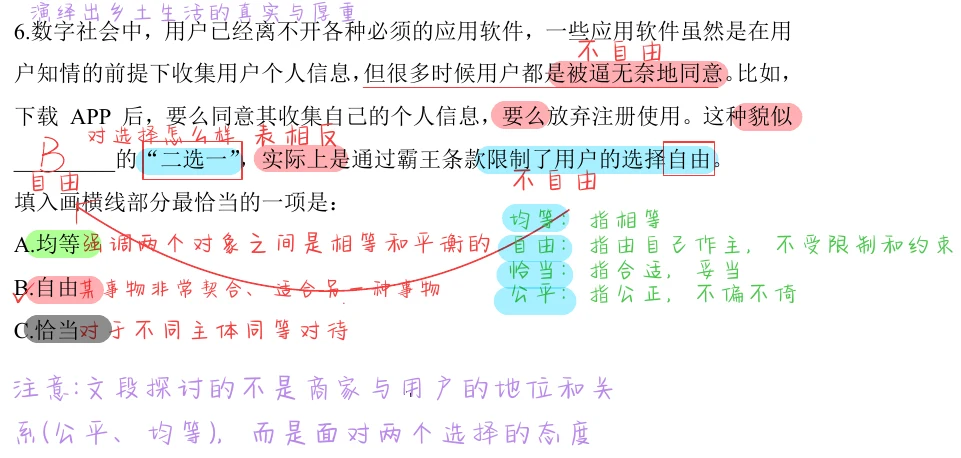 演绎出乡土生活的真实与厚重
6.数字社会中，用户已经离不开各种必须的应用软件，一些应用软件虽然是在用
不自由
户知情的前提下收集用户个人信息，但很多时候用户都是被逼无奈地同意。比如，
下载 APP 后，要么同意其收集自己的个人信息，要么放弃注册使用。这种貌似
对选择怎么样 表相反
B
________的“二选一”，实际上是通过霸王条款限制了用户的选择自由。
自由
不自由
填入画横线部分最恰当的一项是：
均等：指相等
A.均等强调两个对象之间是相等和平衡的
自由：指由自己作主，不受限制和约束
恰当：指合适，妥当
B.自由某事物非常契合、适合另一种事物
公平：指公正，不偏不倚
C.恰当对于不同主体同等对待
注意：文段探讨的不是商家与用户的地位和关
系(公平、均等)，而是面对两个选择的态度